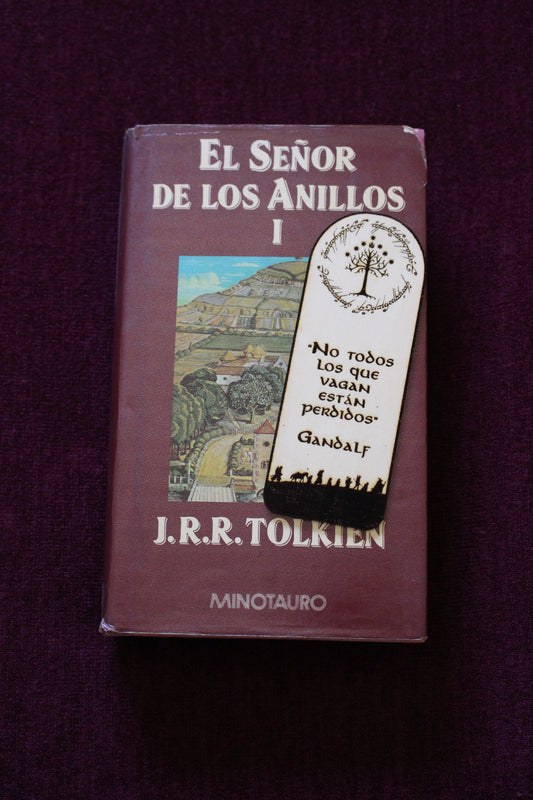 EL SEÑOR
DE LOS ANILLOS
I
"No todos
los que
vagan
están
perdidos"
Gandalf
J.R.R. TOLKIEN
MINOTAURO